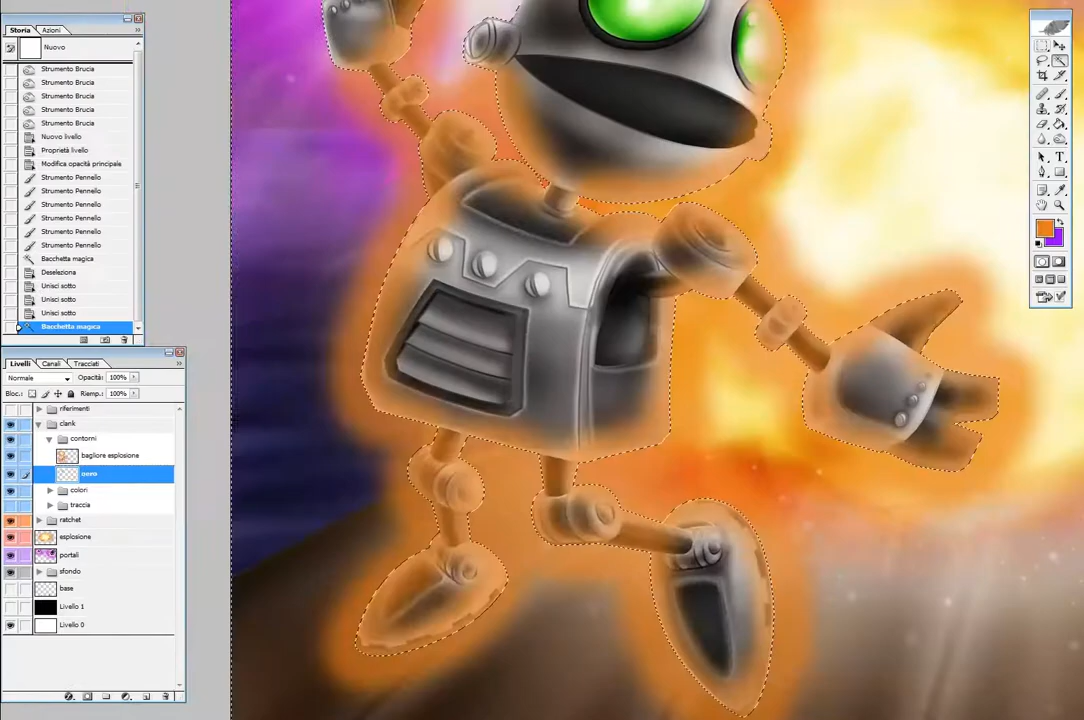 Storia Azioni
Nuovo
Strumento Brucia
Strumento Brucia
Strumento Brucia
Strumento Brucia
Strumento Brucia
Nuovo livello
Proprietà livello
Modifica opacità principale
Strumento Pennello
Strumento Pennello
Strumento Pennello
Strumento Pennello
Strumento Pennello
Strumento Pennello
Bacchetta magica
Deseleziona
Unisci sotto
Unisci sotto
Unisci sotto
Bacchetta magica
Livelli Canali Tracciati
Normale Opacità: 100%
Bloc.: Riemp.: 100%
riferimenti
clank
contorni
bagliore esplosione
nero
colori
traccia
ratchet
esplosione
portali
sfondo
base
Livello 1
Livello 0